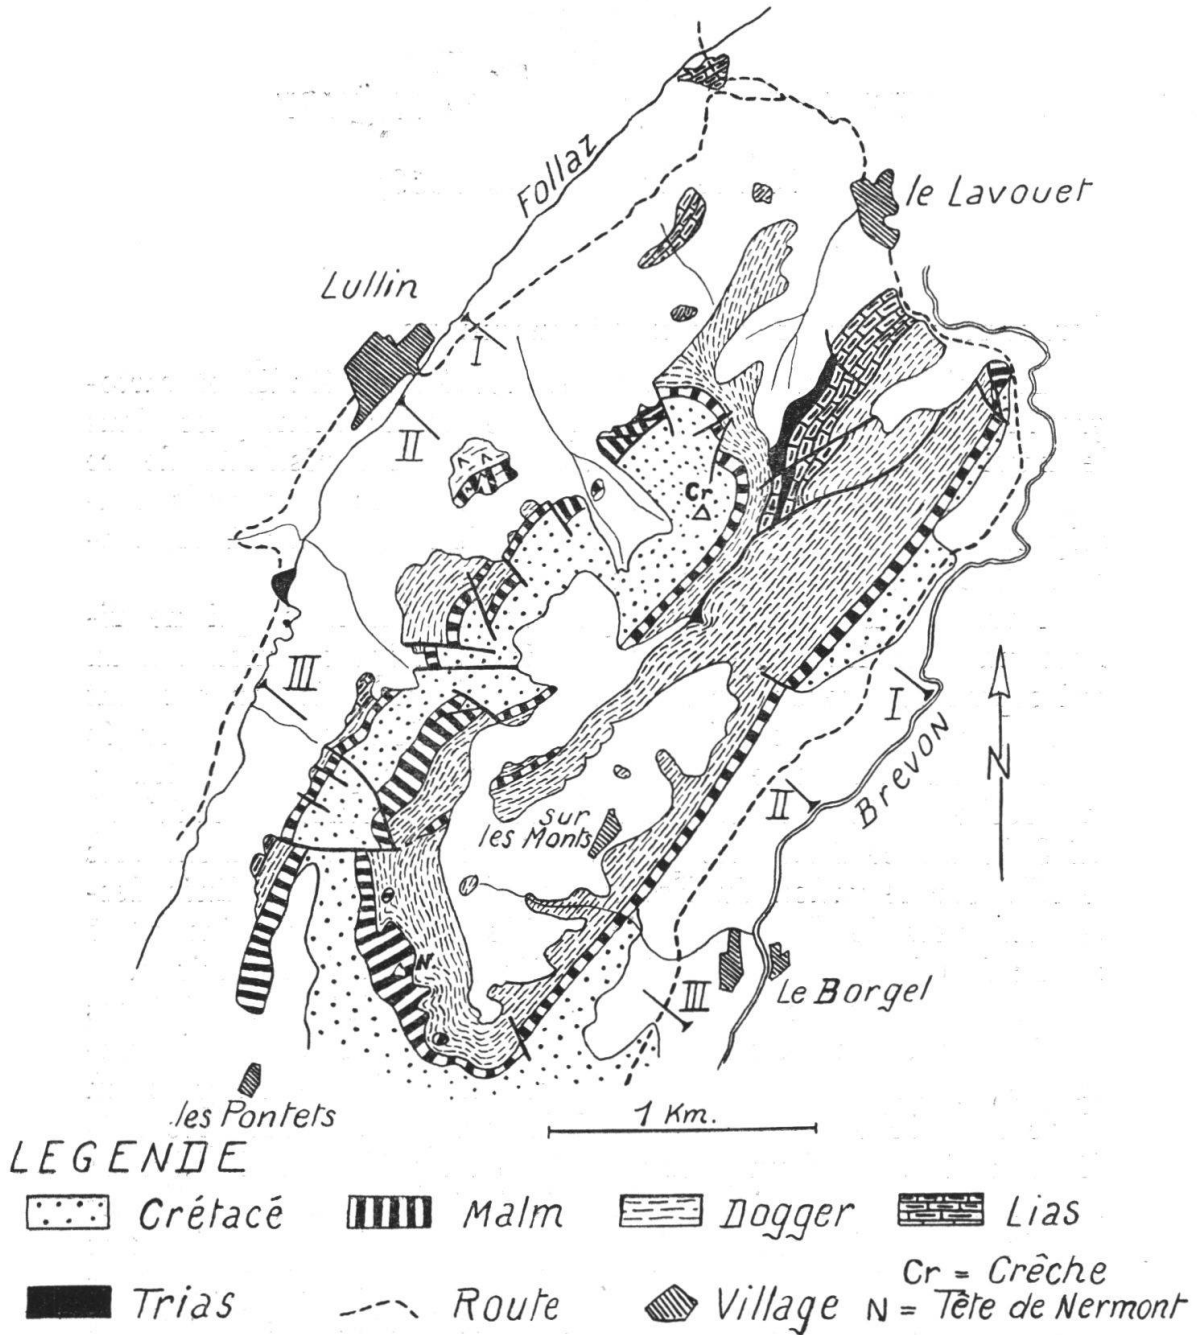 Follaz
le Lavouet
Lullin
I
II
Cr
III
I
N
BREVON
II
sur
les Monts
N
III
Le Borgel
les Pontets
1 Km.
LEGENDE
Crétacé
Malm
Dogger
Lias
Trias
Route
Village
Cr = Crêche
N = Tête de Nermont